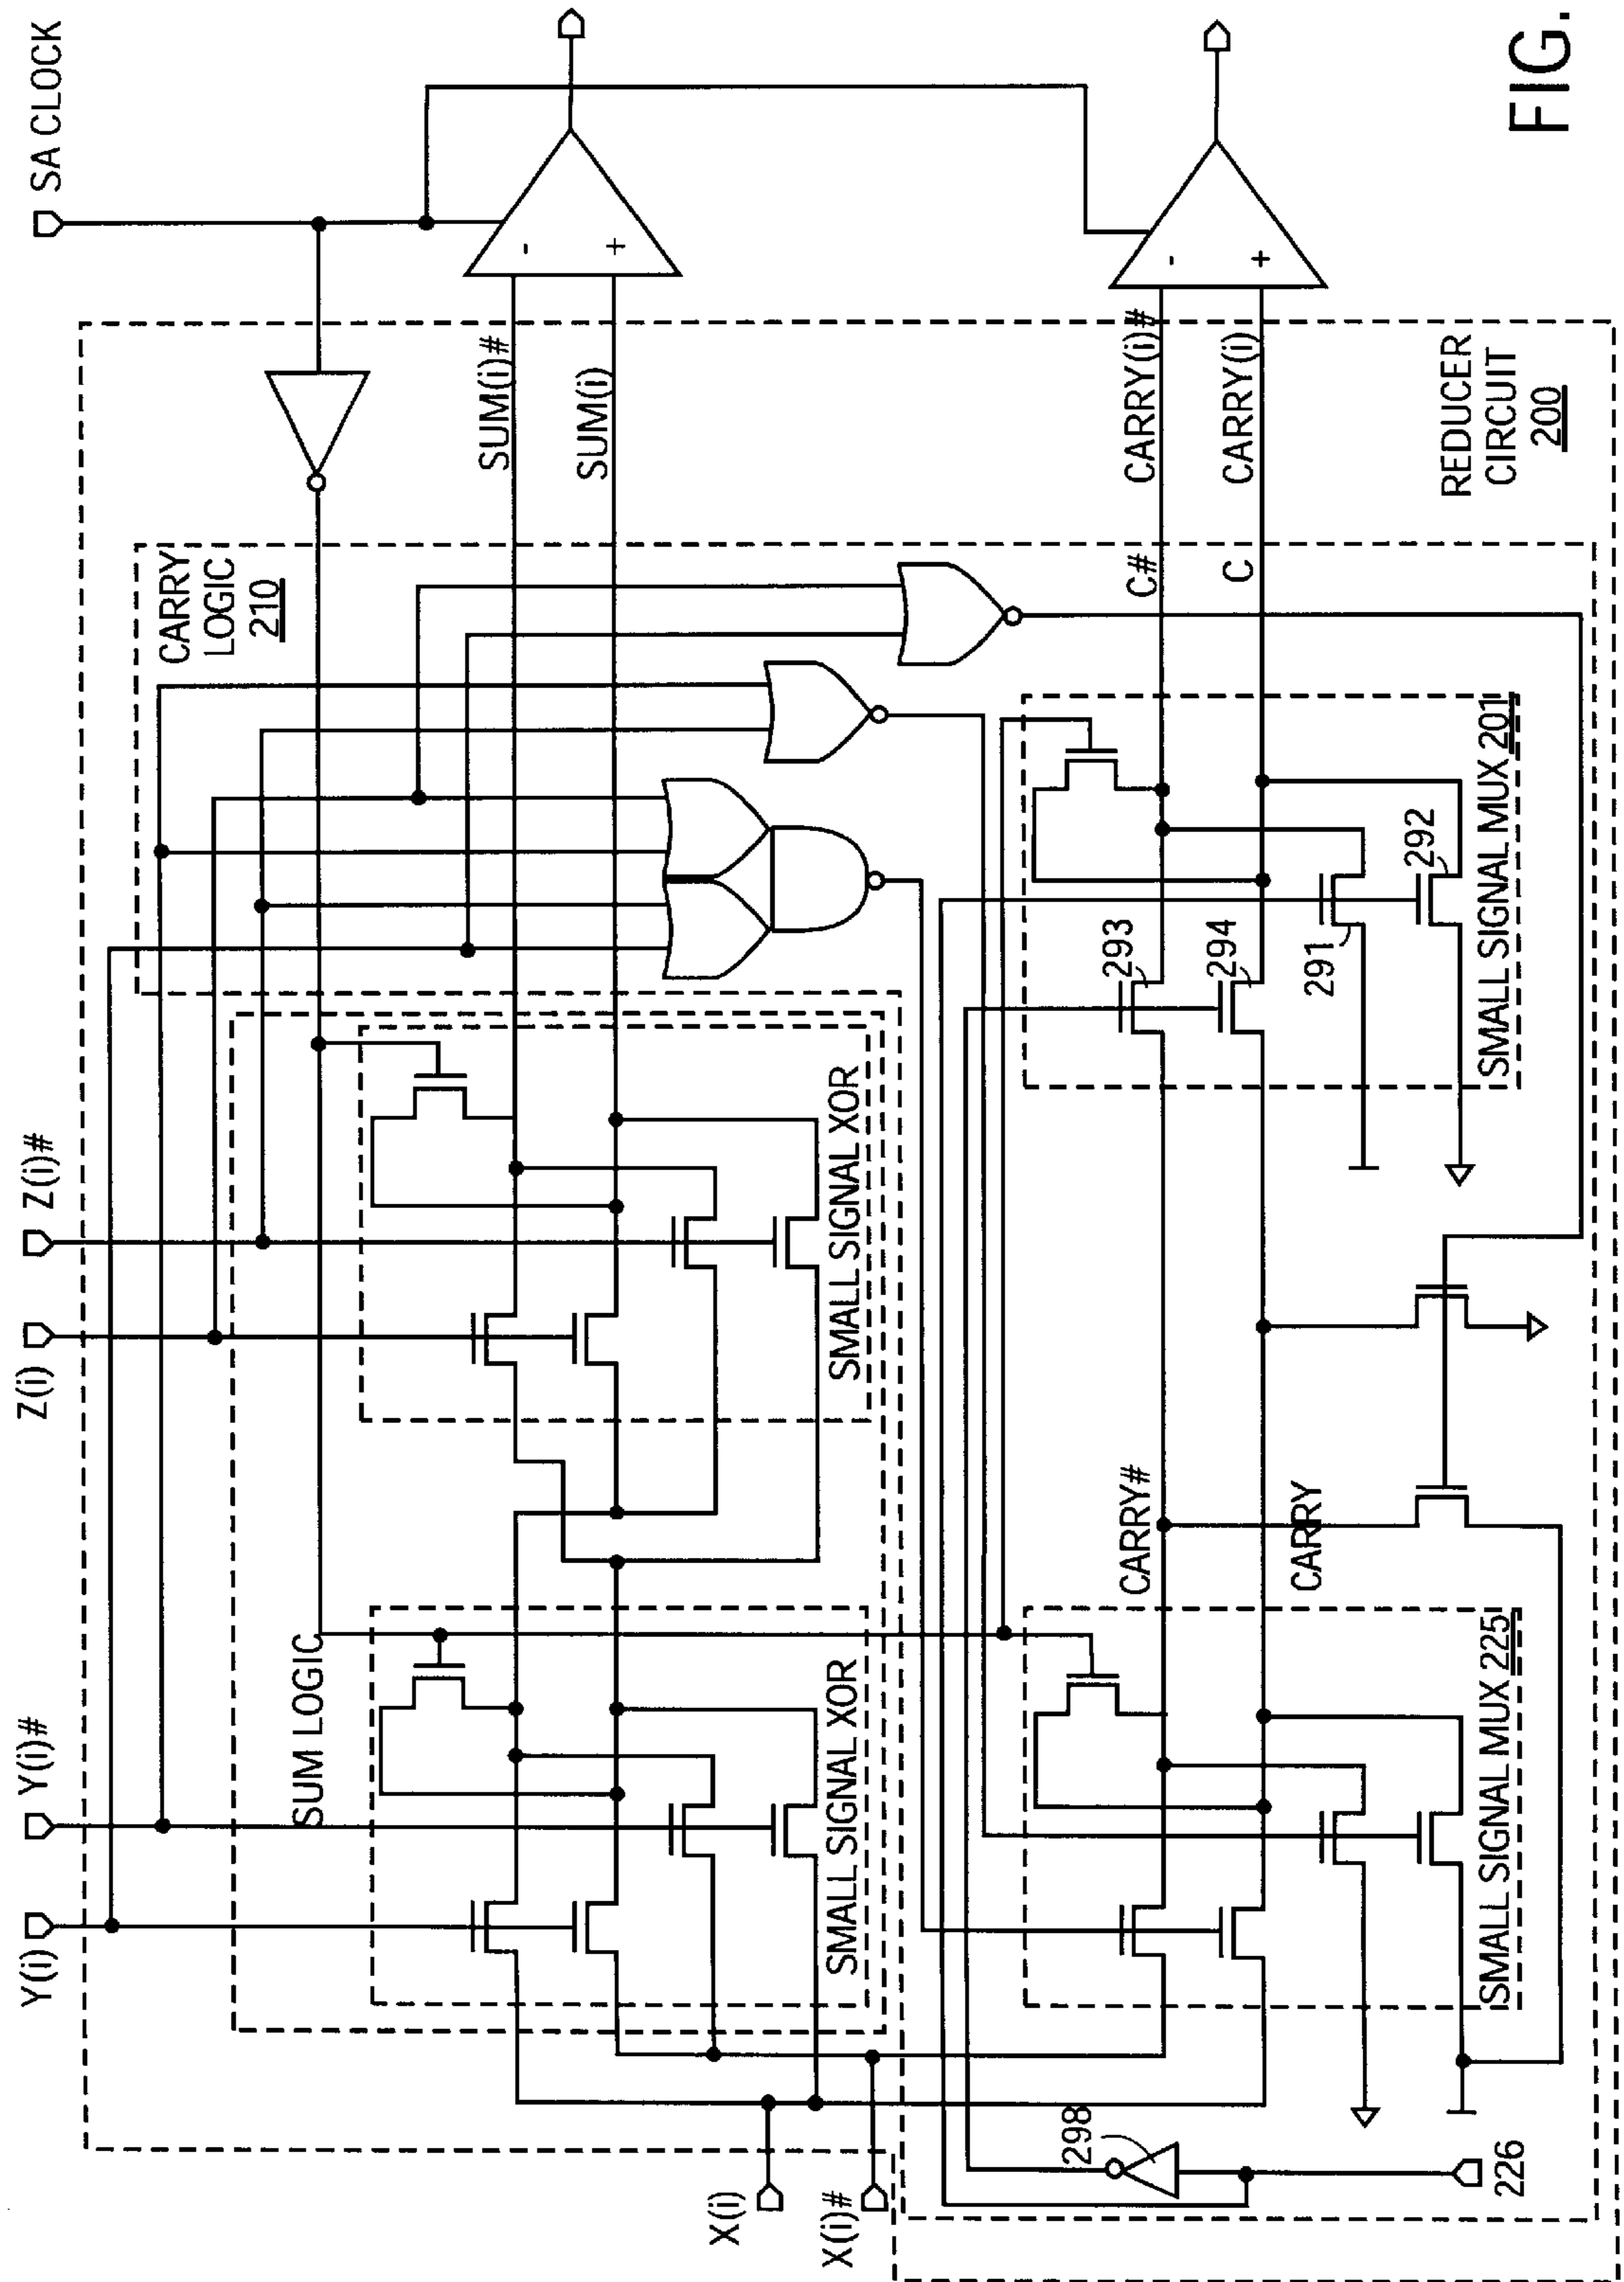 SA CLOCK
Z(i)#
Z(i)
Y(i)#
Y(i)
SUM LOGIC
SMALL SIGNAL XOR
SMALL SIGNAL XOR
CARRY
LOGIC
210
SUM(i)#
SUM(i)
-
+
X(i)
X(i)#
CARRY#
CARRY
SMALL SIGNAL MUX 225
293
294
291
292
SMALL SIGNAL MUX 201
C#
C
CARRY(i)#
CARRY(i)
-
+
REDUCER
CIRCUIT
200
298
226
FIG.